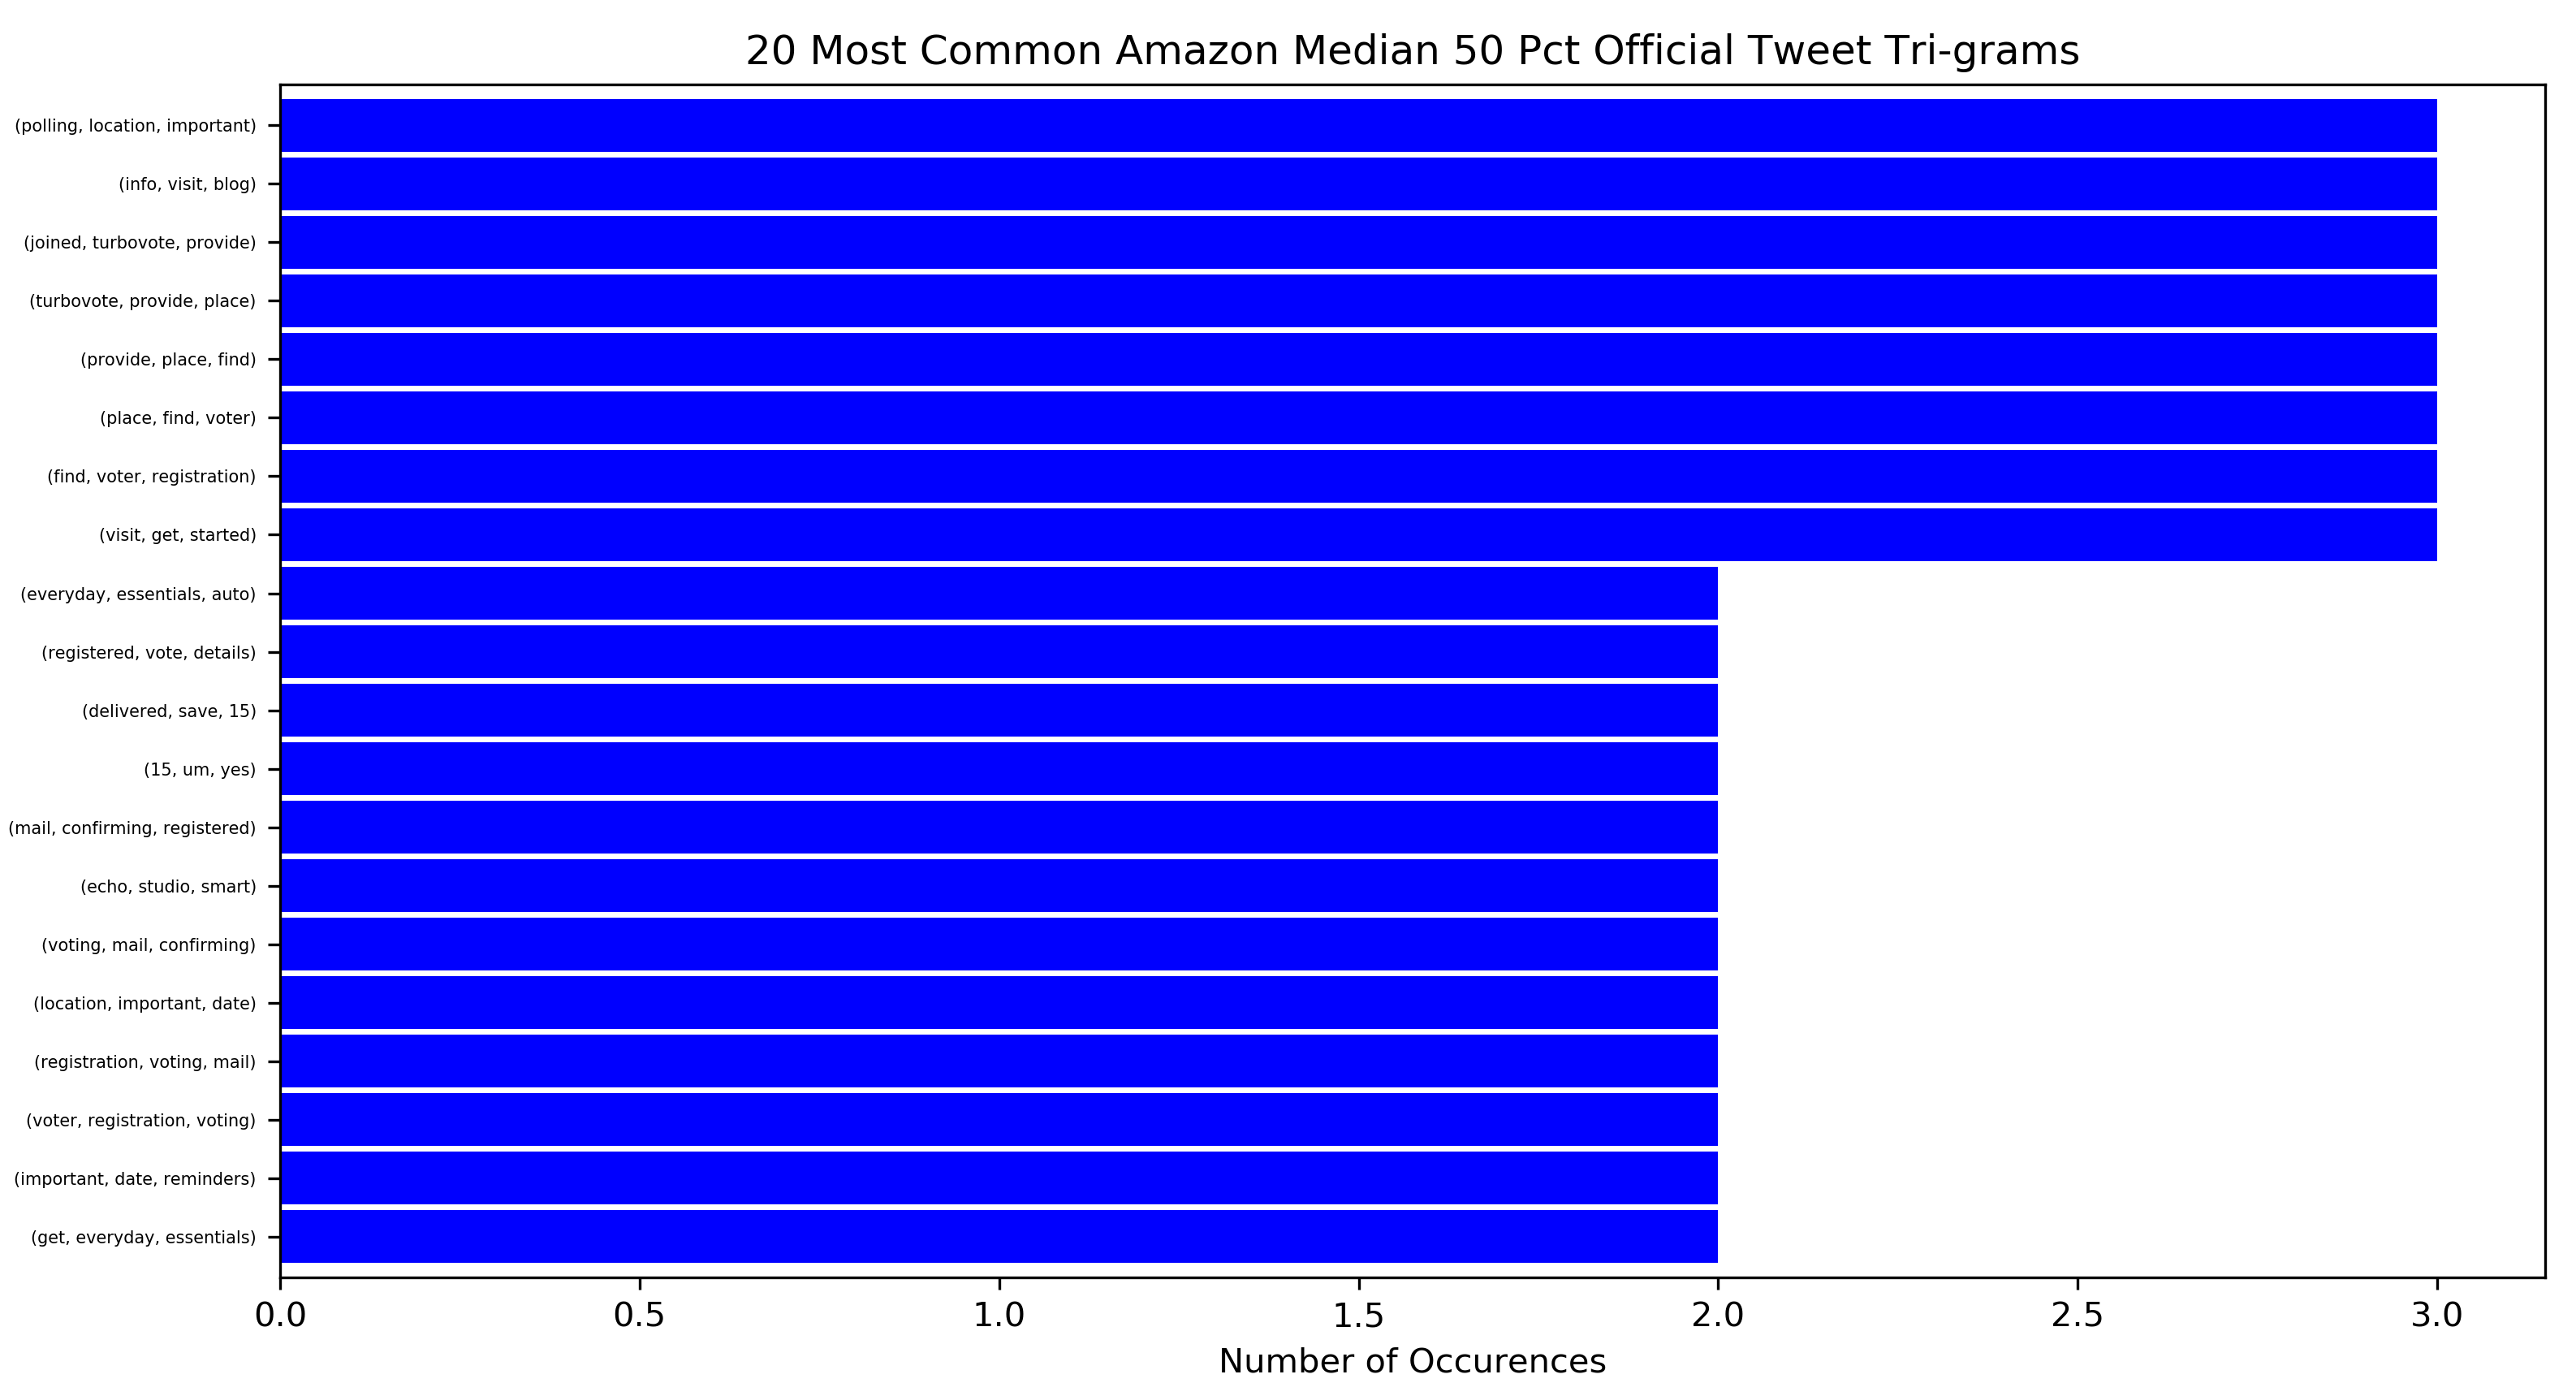 20 Most Common Amazon Median 50 Pct Official Tweet Tri-grams
(polling, location, important)
(info, visit, blog)
(joined, turbovote, provide)
(turbovote, provide, place)
(provide, place, find)
(place, find, voter)
(find, voter, registration)
(visit, get, started)
(everyday, essentials, auto)
(registered, vote, details)
(delivered, save, 15)
(15, um, yes)
(mail, confirming, registered)
(echo, studio, smart)
(voting, mail, confirming)
(location, important, date)
(registration, voting, mail)
(voter, registration, voting)
(important, date, reminders)
(get, everyday, essentials)
0.0 0.5 1.0 1.5 2.0 2.5 3.0
Number of Occurences